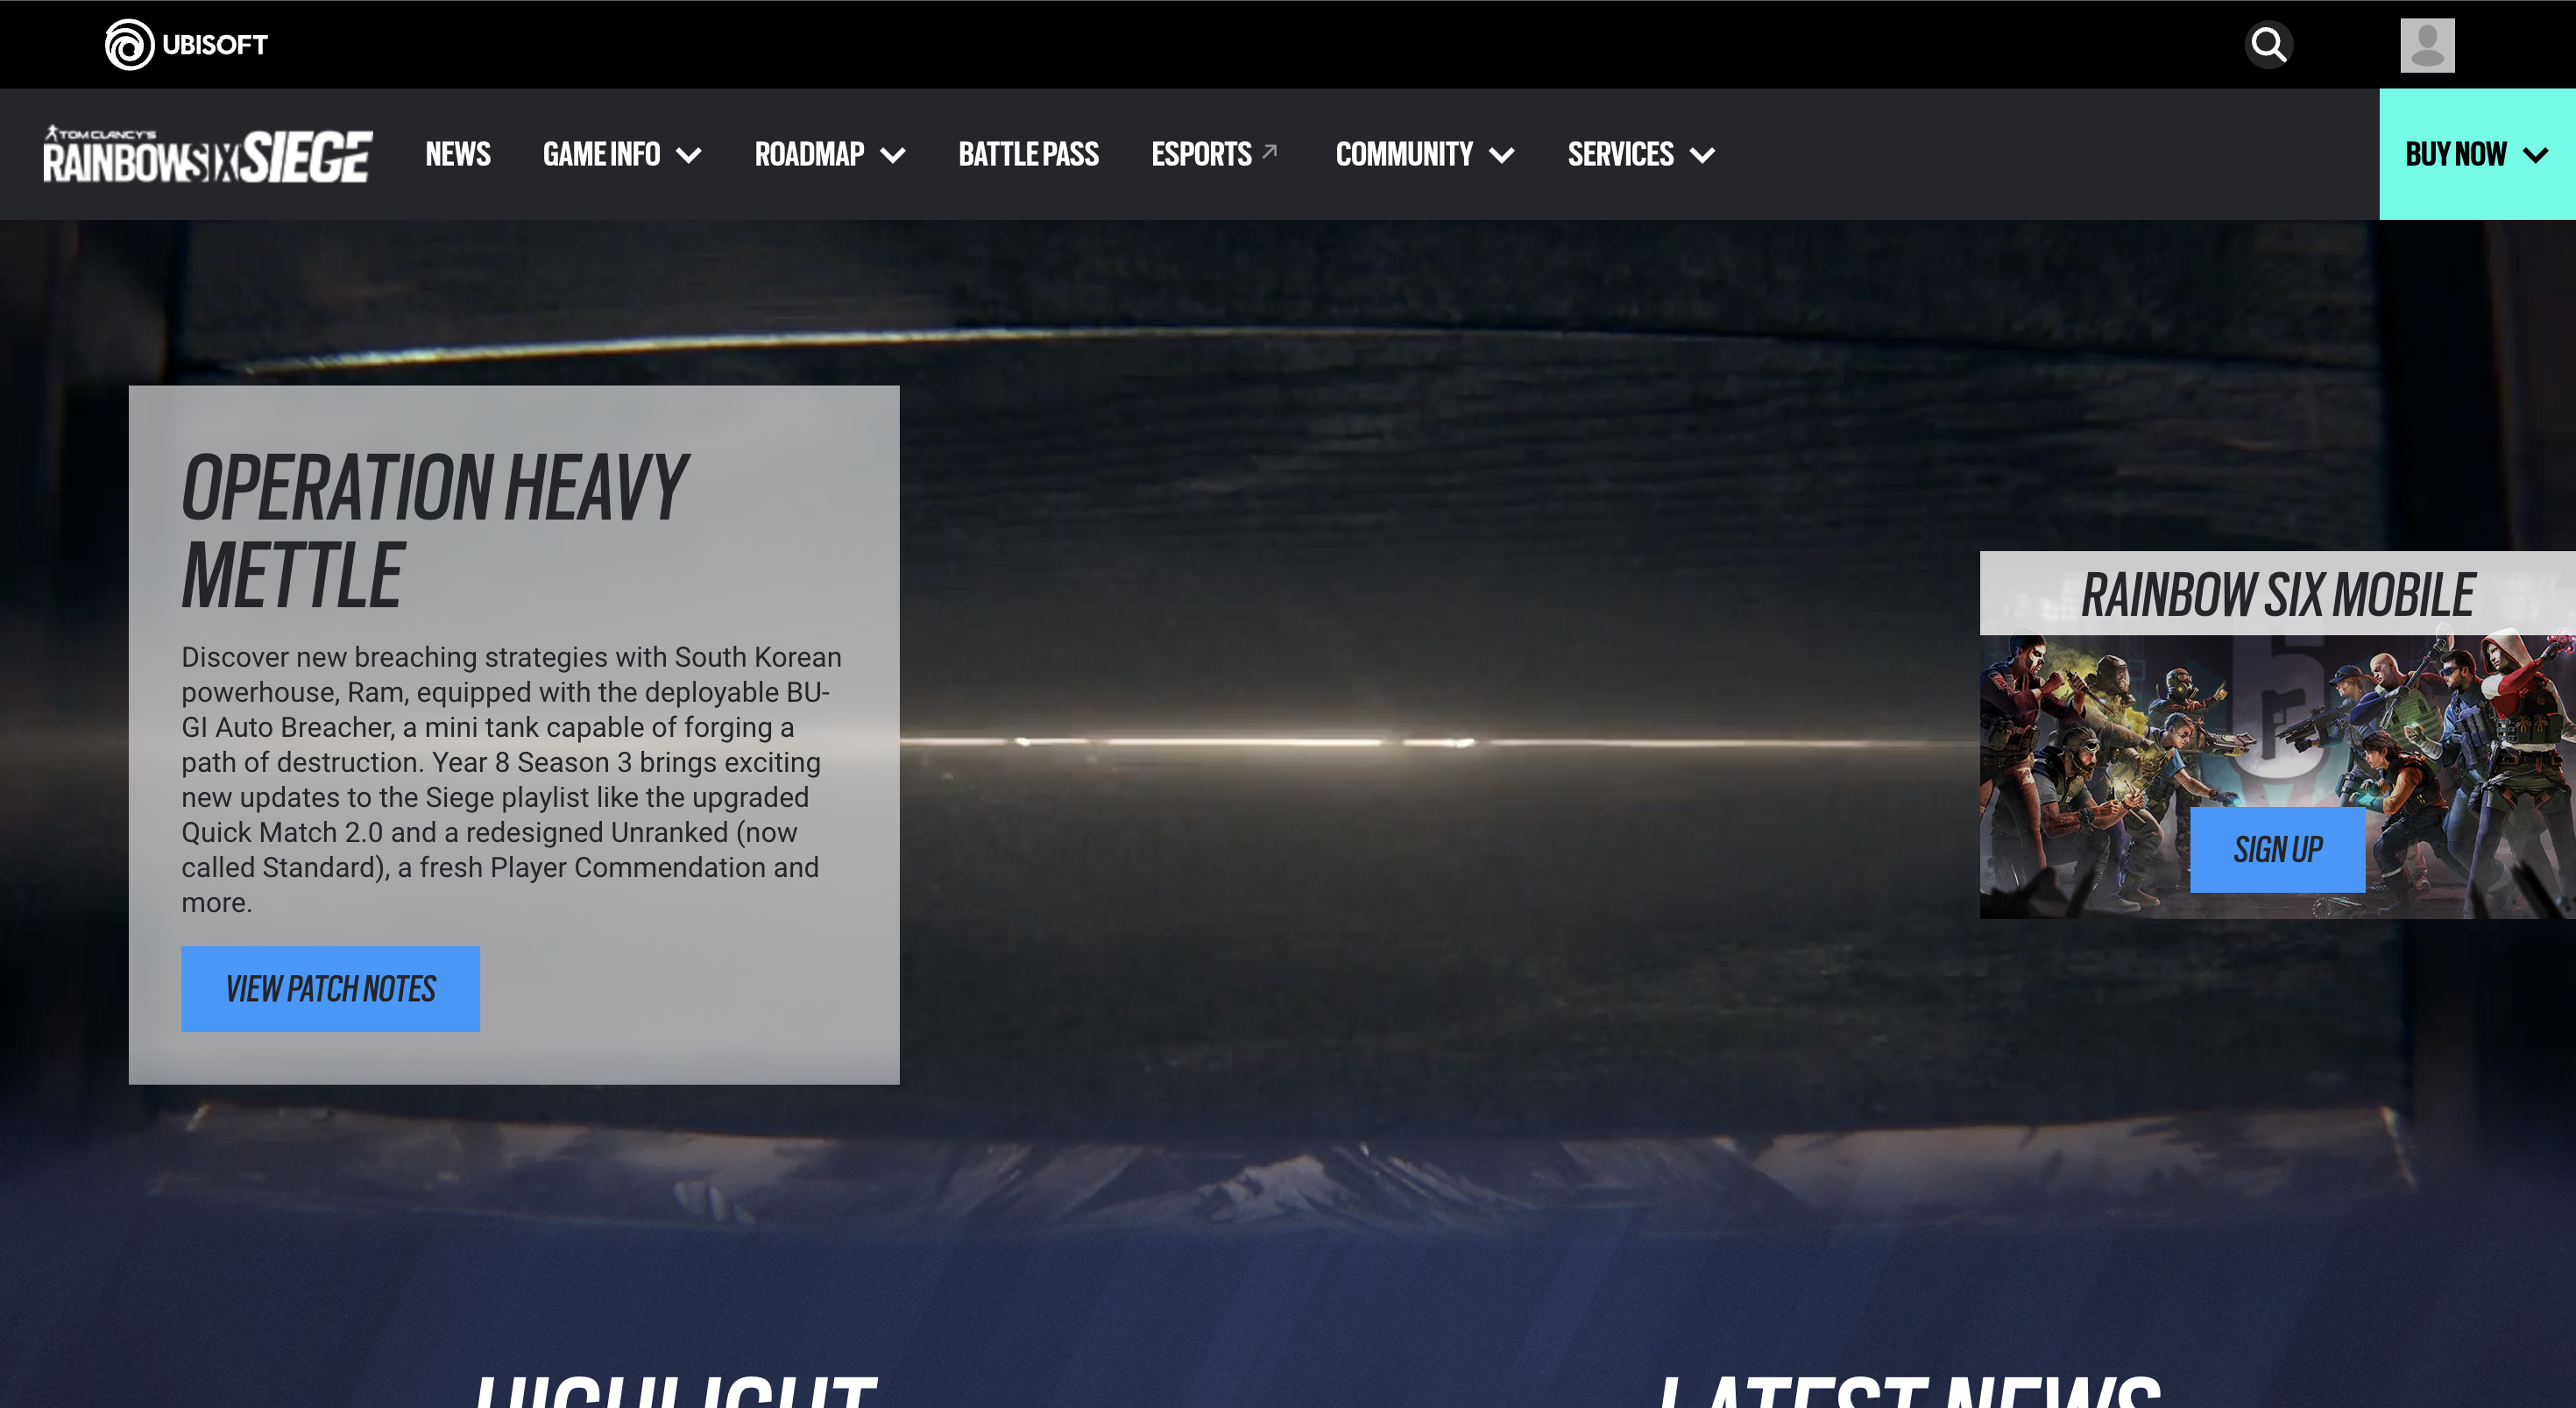 UBISOFT
TOM CLANCY'S
RAINBOW SIX SIEGE
NEWS
GAME INFO
ROADMAP
BATTLE PASS
ESPORTS
COMMUNITY
SERVICES
BUY NOW
OPERATION HEAVY
METTLE
Discover new breaching strategies with South Korean
powerhouse, Ram, equipped with the deployable BU-
GI Auto Breacher, a mini tank capable of forging a
path of destruction. Year 8 Season 3 brings exciting
new updates to the Siege playlist like the upgraded
Quick Match 2.0 and a redesigned Unranked (now
called Standard), a fresh Player Commendation and
more.
VIEW PATCH NOTES
RAINBOW SIX MOBILE
6
SIGN UP
HIGHLIGHT
LATEST NEWS